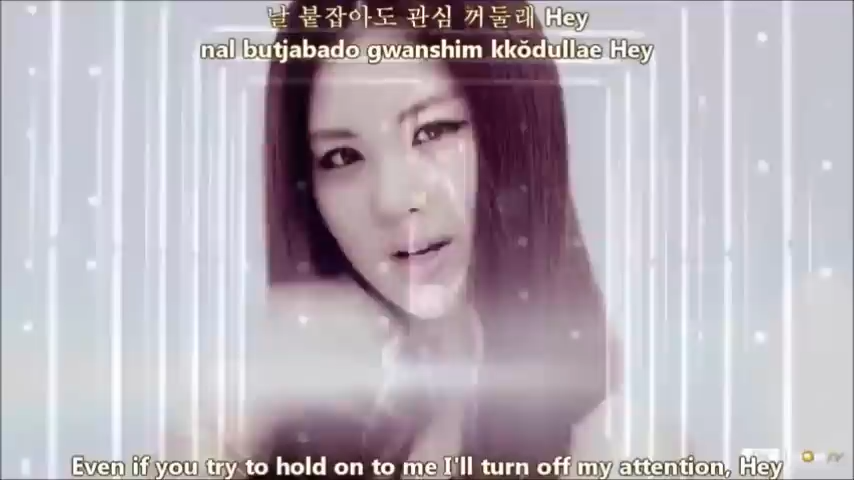 날 붙잡아도 관심 꺼둘래 Hey
nal butjabado gwanshim kkŏdullae Hey
Even if you try to hold on to me I'll turn off my attention, Hey